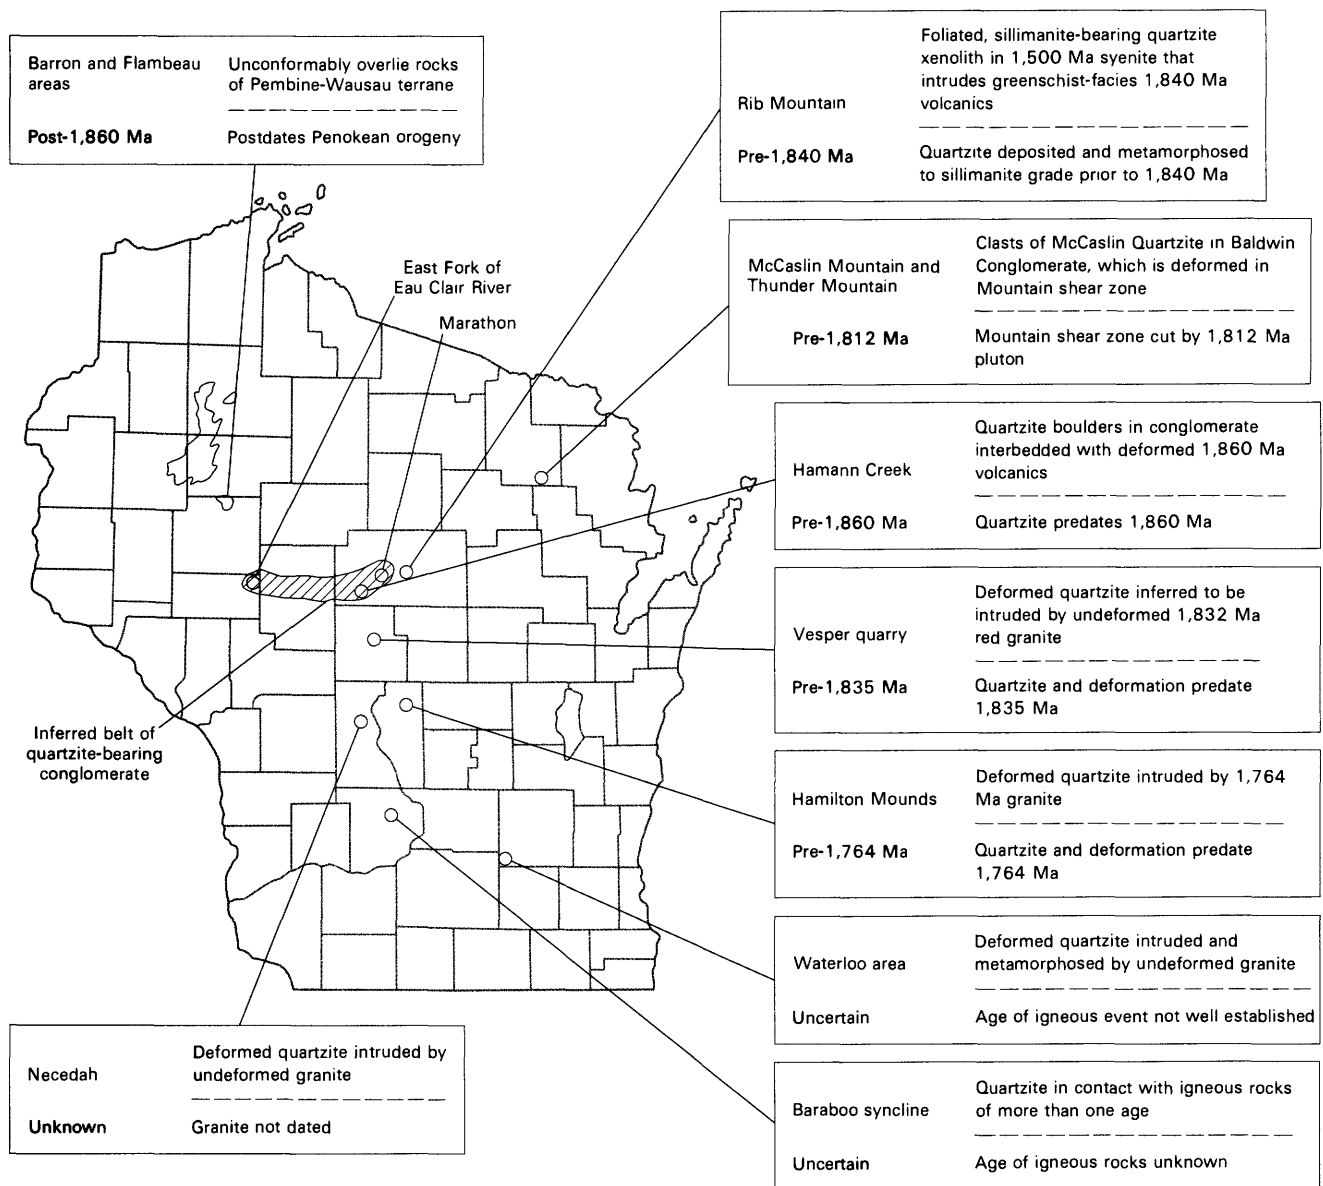 Barron and Flambeau
areas
Unconformably overlie rocks
of Pembine-Wausau terrane
Post-1,860 Ma
Postdates Penokean orogeny
Rib Mountain
Foliated, sillimanite-bearing quartzite
xenolith in 1,500 Ma syenite that
intrudes greenschist-facies 1,840 Ma
volcanics
Pre-1,840 Ma
Quartzite deposited and metamorphosed
to sillimanite grade prior to 1,840 Ma
McCaslin Mountain and
Thunder Mountain
Clasts of McCaslin Quartzite in Baldwin
Conglomerate, which is deformed in
Mountain shear zone
Pre-1,812 Ma
Mountain shear zone cut by 1,812 Ma
pluton
East Fork of
Eau Clair River
Marathon
Hamann Creek
Quartzite boulders in conglomerate
interbedded with deformed 1,860 Ma
volcanics
Pre-1,860 Ma
Quartzite predates 1,860 Ma
Vesper quarry
Deformed quartzite inferred to be
intruded by undeformed 1,832 Ma
red granite
Pre-1,835 Ma
Quartzite and deformation predate
1,835 Ma
Inferred belt of
quartzite-bearing
conglomerate
Hamilton Mounds
Deformed quartzite intruded by 1,764
Ma granite
Pre-1,764 Ma
Quartzite and deformation predate
1,764 Ma
Waterloo area
Deformed quartzite intruded and
metamorphosed by undeformed granite
Uncertain
Age of igneous event not well established
Necedah
Deformed quartzite intruded by
undeformed granite
Unknown
Granite not dated
Baraboo syncline
Quartzite in contact with igneous rocks
of more than one age
Uncertain
Age of igneous rocks unknown